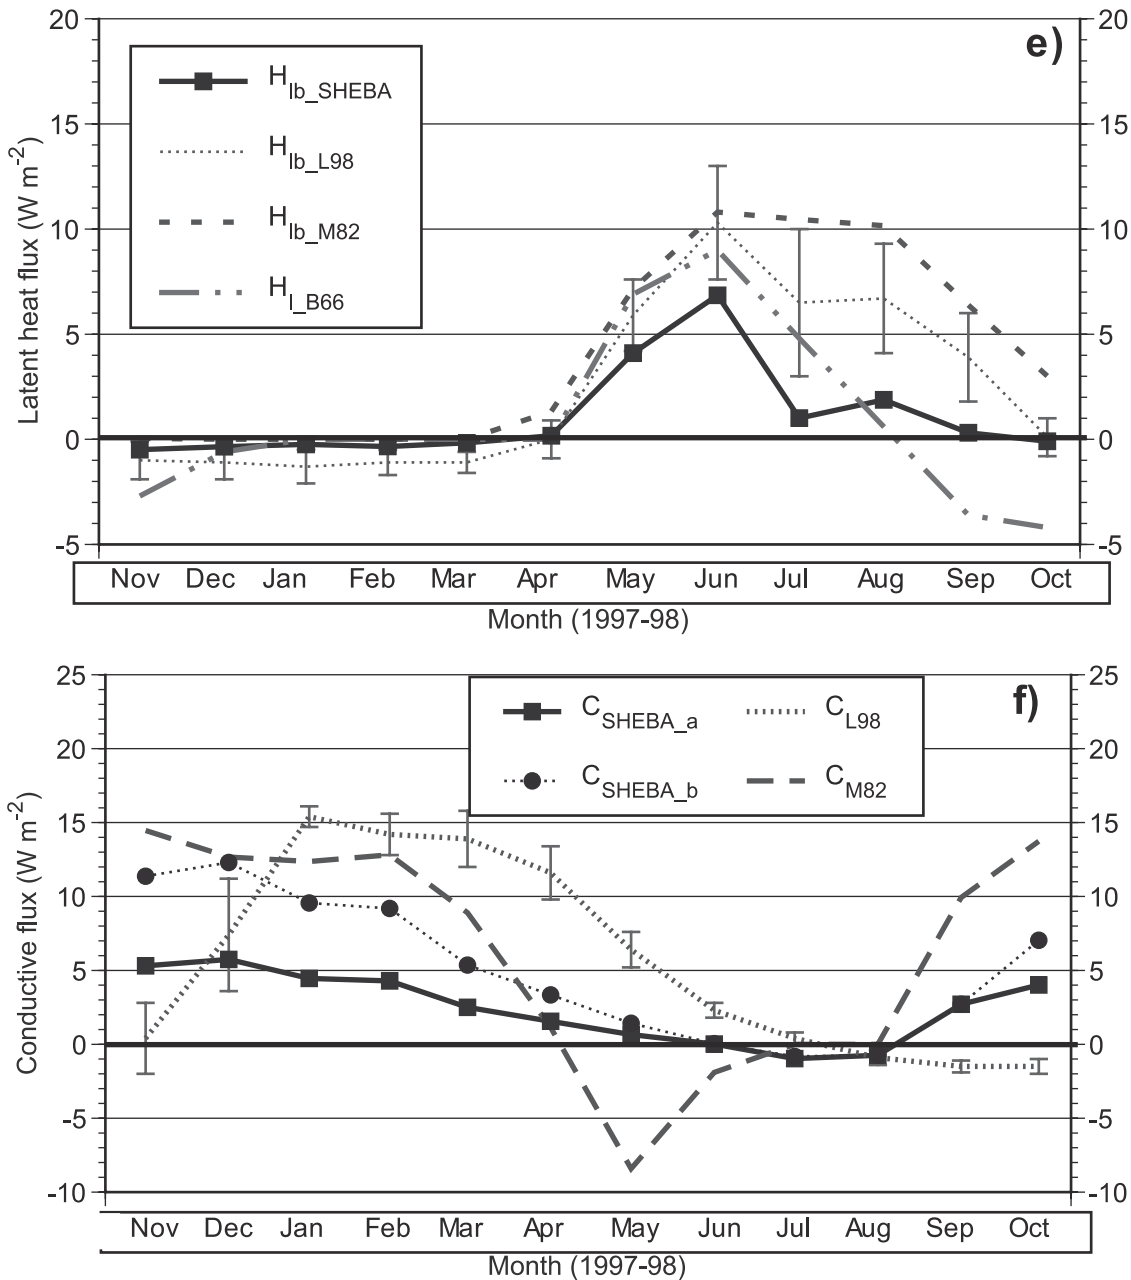 e)
20 20
H_lb_SHEBA
15 15
H_lb_L98
H_lb_M82
10 10
H_l_B66
5 5
0 0
-5 -5
Latent heat flux (W m⁻²)
Nov Dec Jan Feb Mar Apr May Jun Jul Aug Sep Oct
Month (1997-98)
25 25
f)
C_SHEBA_a C_L98
20 20
C_SHEBA_b C_M82
15 15
10 10
5 5
0 0
-5 -5
-10 -10
Conductive flux (W m⁻²)
Nov Dec Jan Feb Mar Apr May Jun Jul Aug Sep Oct
Month (1997-98)